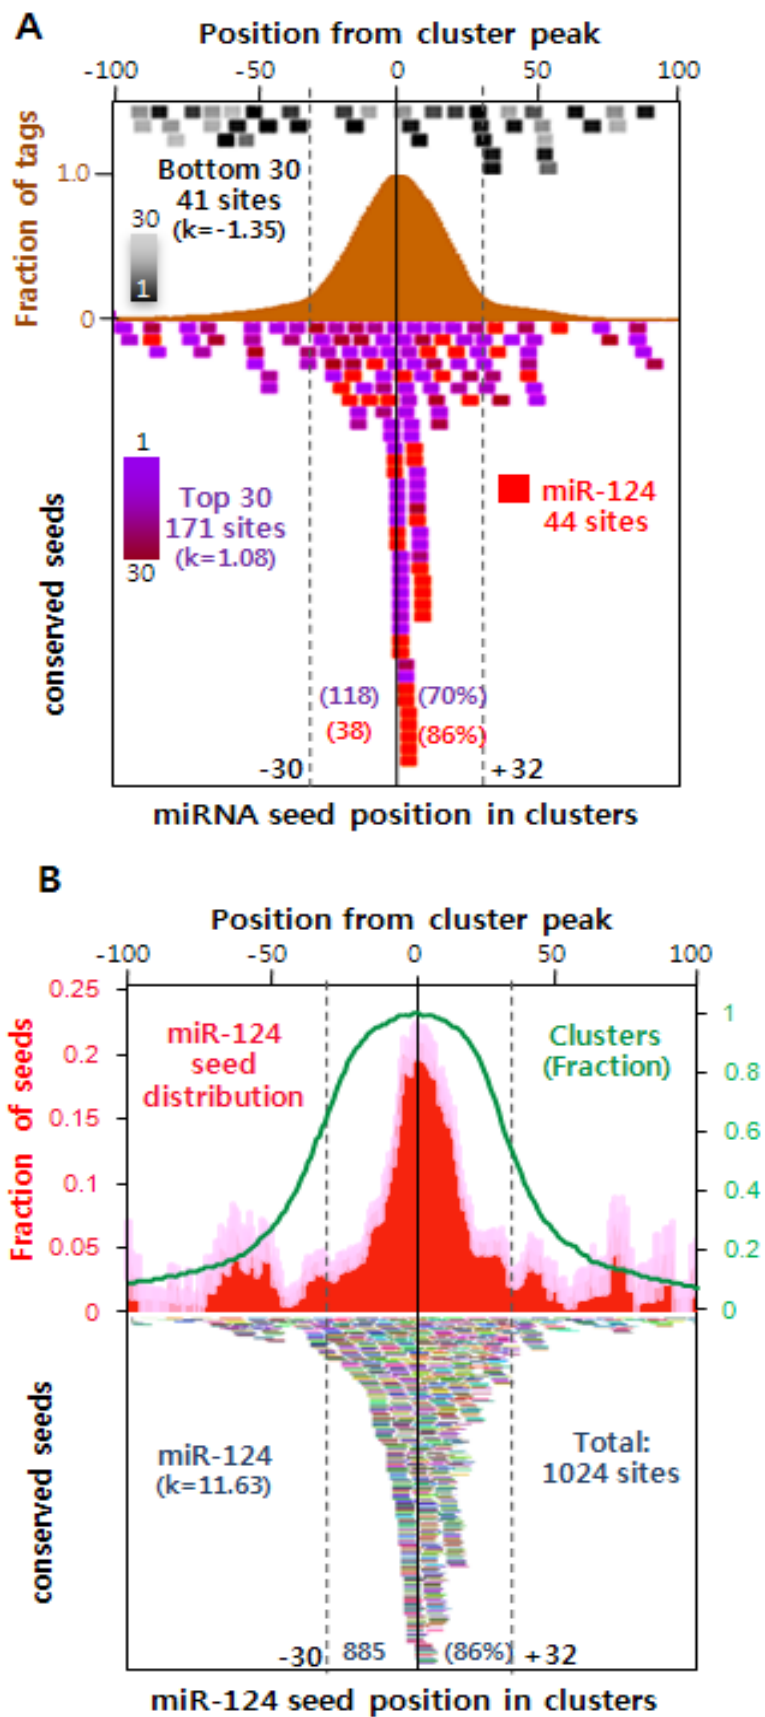 A
Position from cluster peak
-100 -50 0 50 100
Fraction of tags
1.0
0
Bottom 30
41 sites
(k=-1.35)
30
1
conserved seeds
1
30
Top 30
171 sites
(k=1.08)
miR-124
44 sites
(118) (70%)
(38) (86%)
-30 +32
miRNA seed position in clusters
B
Position from cluster peak
-100 -50 0 50 100
Fraction of seeds
0.25
0.2
0.15
0.1
0.05
0
miR-124
seed
distribution
Clusters
(Fraction)
1
0.8
0.6
0.4
0.2
0
conserved seeds
miR-124
(k=11.63)
Total:
1024 sites
-30 885 (86%) +32
miR-124 seed position in clusters